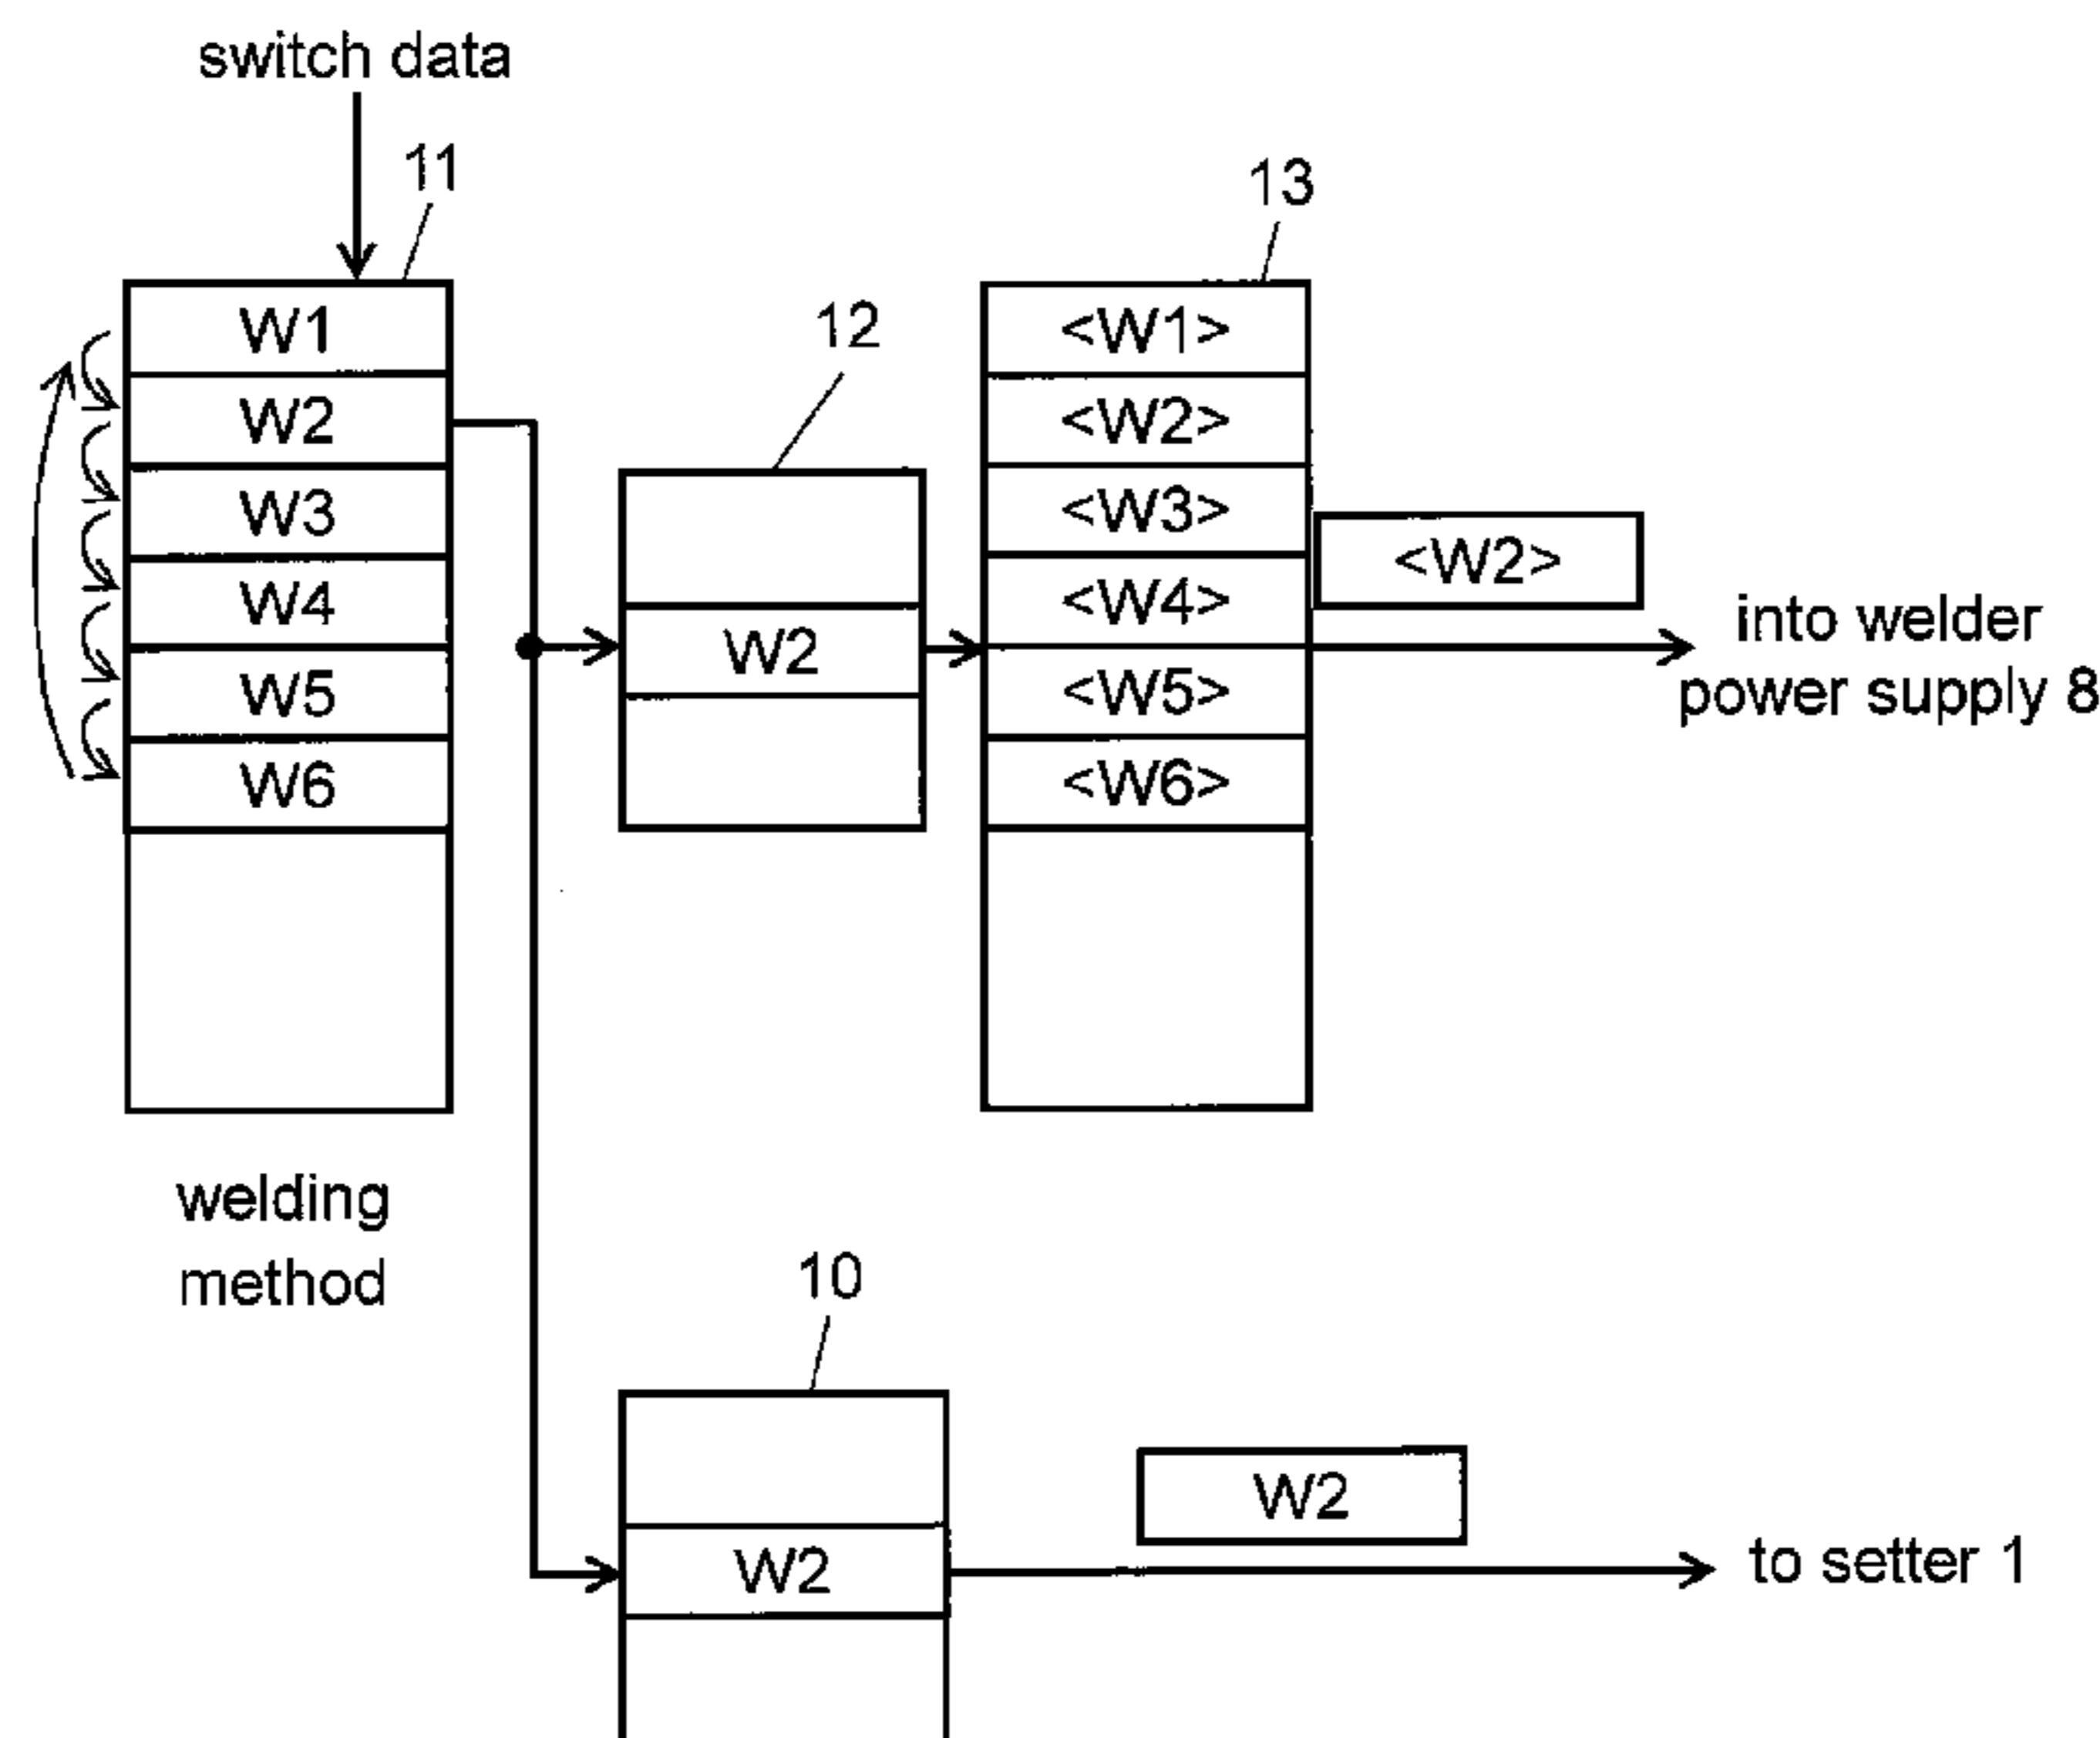 switch data
11
13
12
W1
W2
W3
W4
W5
W6
<W1>
<W2>
<W3>
<W4>
<W5>
<W6>
W2
<W2>
into welder
power supply 8
welding
method
10
W2
W2
to setter 1